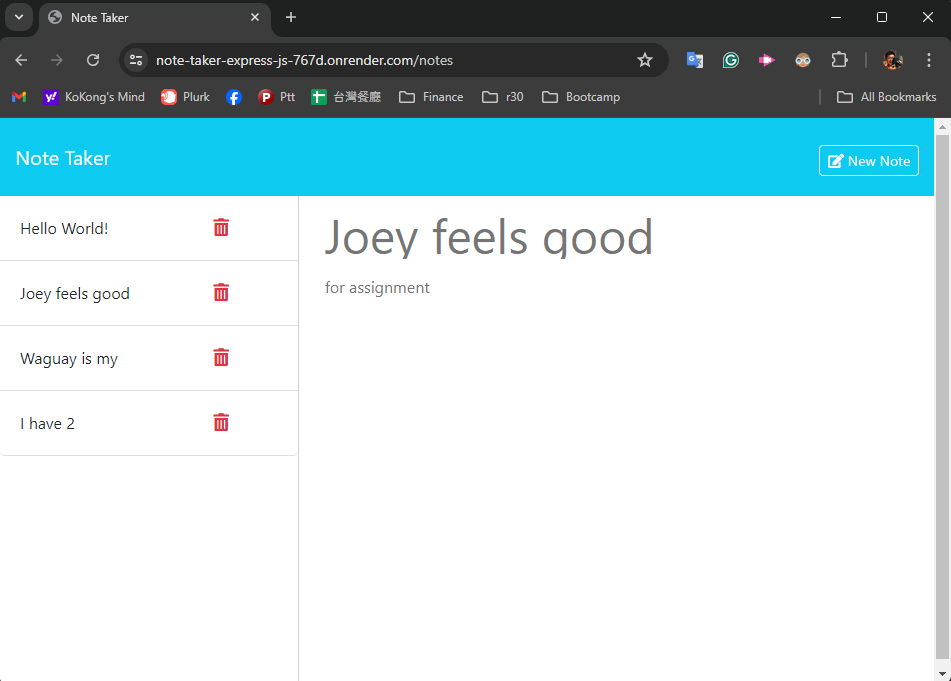 Note Taker
note-taker-express-js-767d.onrender.com/notes
KoKong's Mind Plurk Ptt 台灣餐廳 Finance r30 Bootcamp All Bookmarks
Note Taker New Note
Hello World!
Joey feels good
Waguay is my
I have 2
Joey feels good
for assignment